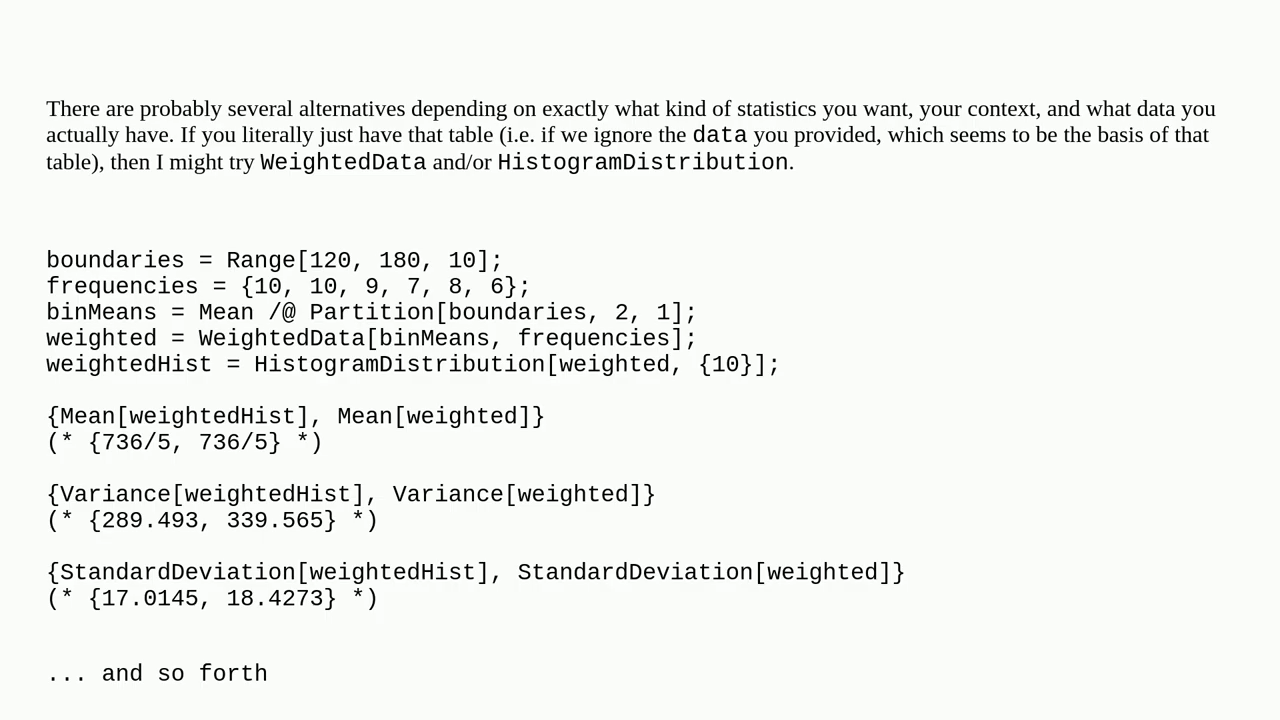 There are probably several alternatives depending on exactly what kind of statistics you want, your context, and what data you
actually have. If you literally just have that table (i.e. if we ignore the data you provided, which seems to be the basis of that
table), then I might try WeightedData and/or HistogramDistribution.
boundaries = Range[120, 180, 10];
frequencies = {10, 10, 9, 7, 8, 6};
binMeans = Mean /@ Partition[boundaries, 2, 1];
weighted = WeightedData[binMeans, frequencies];
weightedHist = HistogramDistribution[weighted, {10}];
{Mean[weightedHist], Mean[weighted]}
(* {736/5, 736/5} *)
{Variance[weightedHist], Variance[weighted]}
(* {289.493, 339.565} *)
{StandardDeviation[weightedHist], StandardDeviation[weighted]}
(* {17.0145, 18.4273} *)
... and so forth